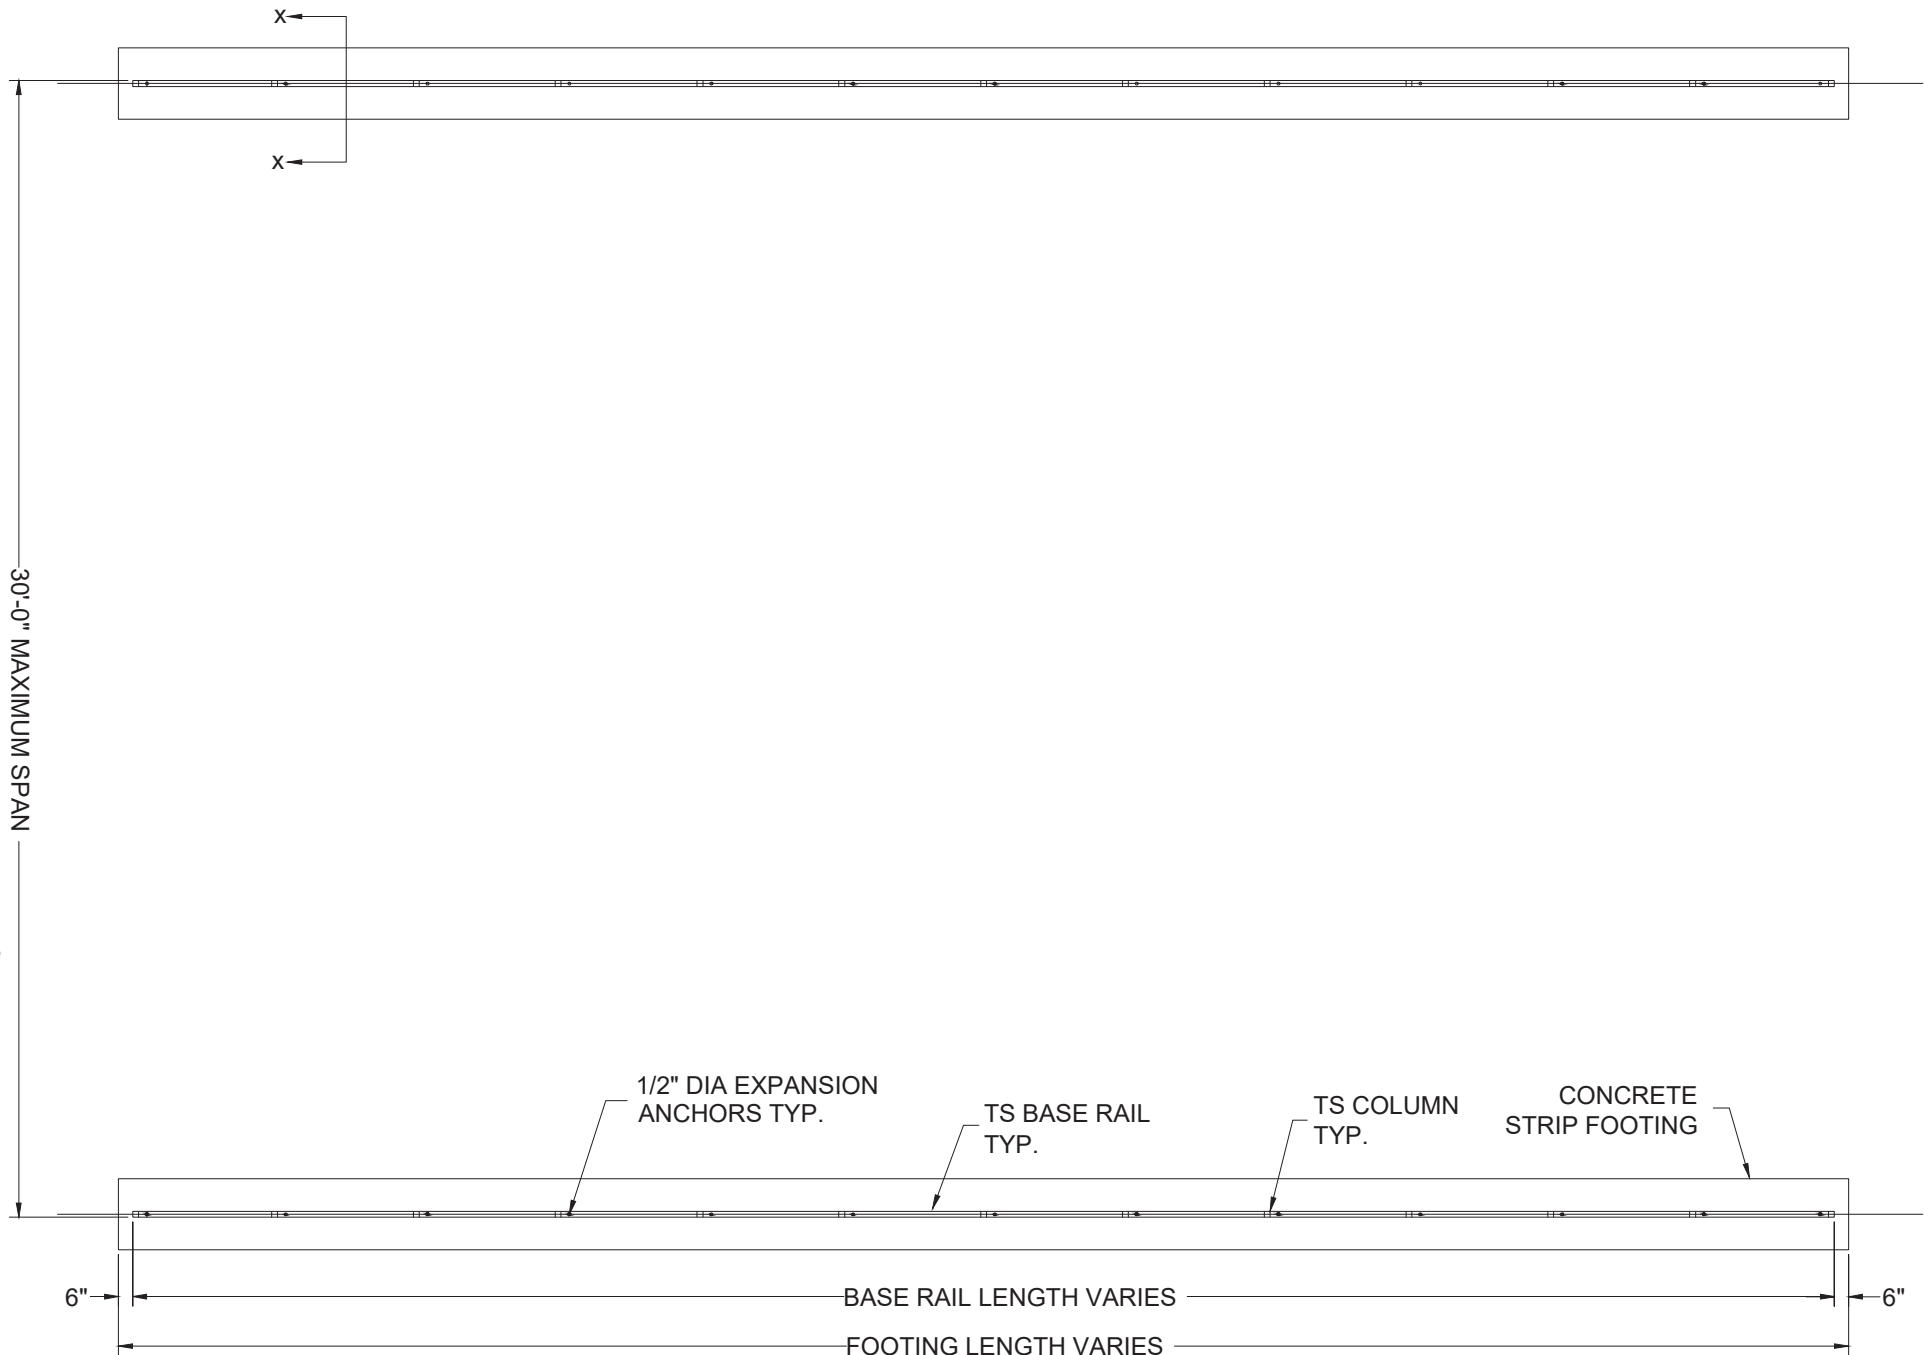 X
X
30'-0" MAXIMUM SPAN
1/2" DIA EXPANSION
ANCHORS TYP.
TS BASE RAIL
TYP.
TS COLUMN
TYP.
CONCRETE
STRIP FOOTING
6"
BASE RAIL LENGTH VARIES
6"
FOOTING LENGTH VARIES